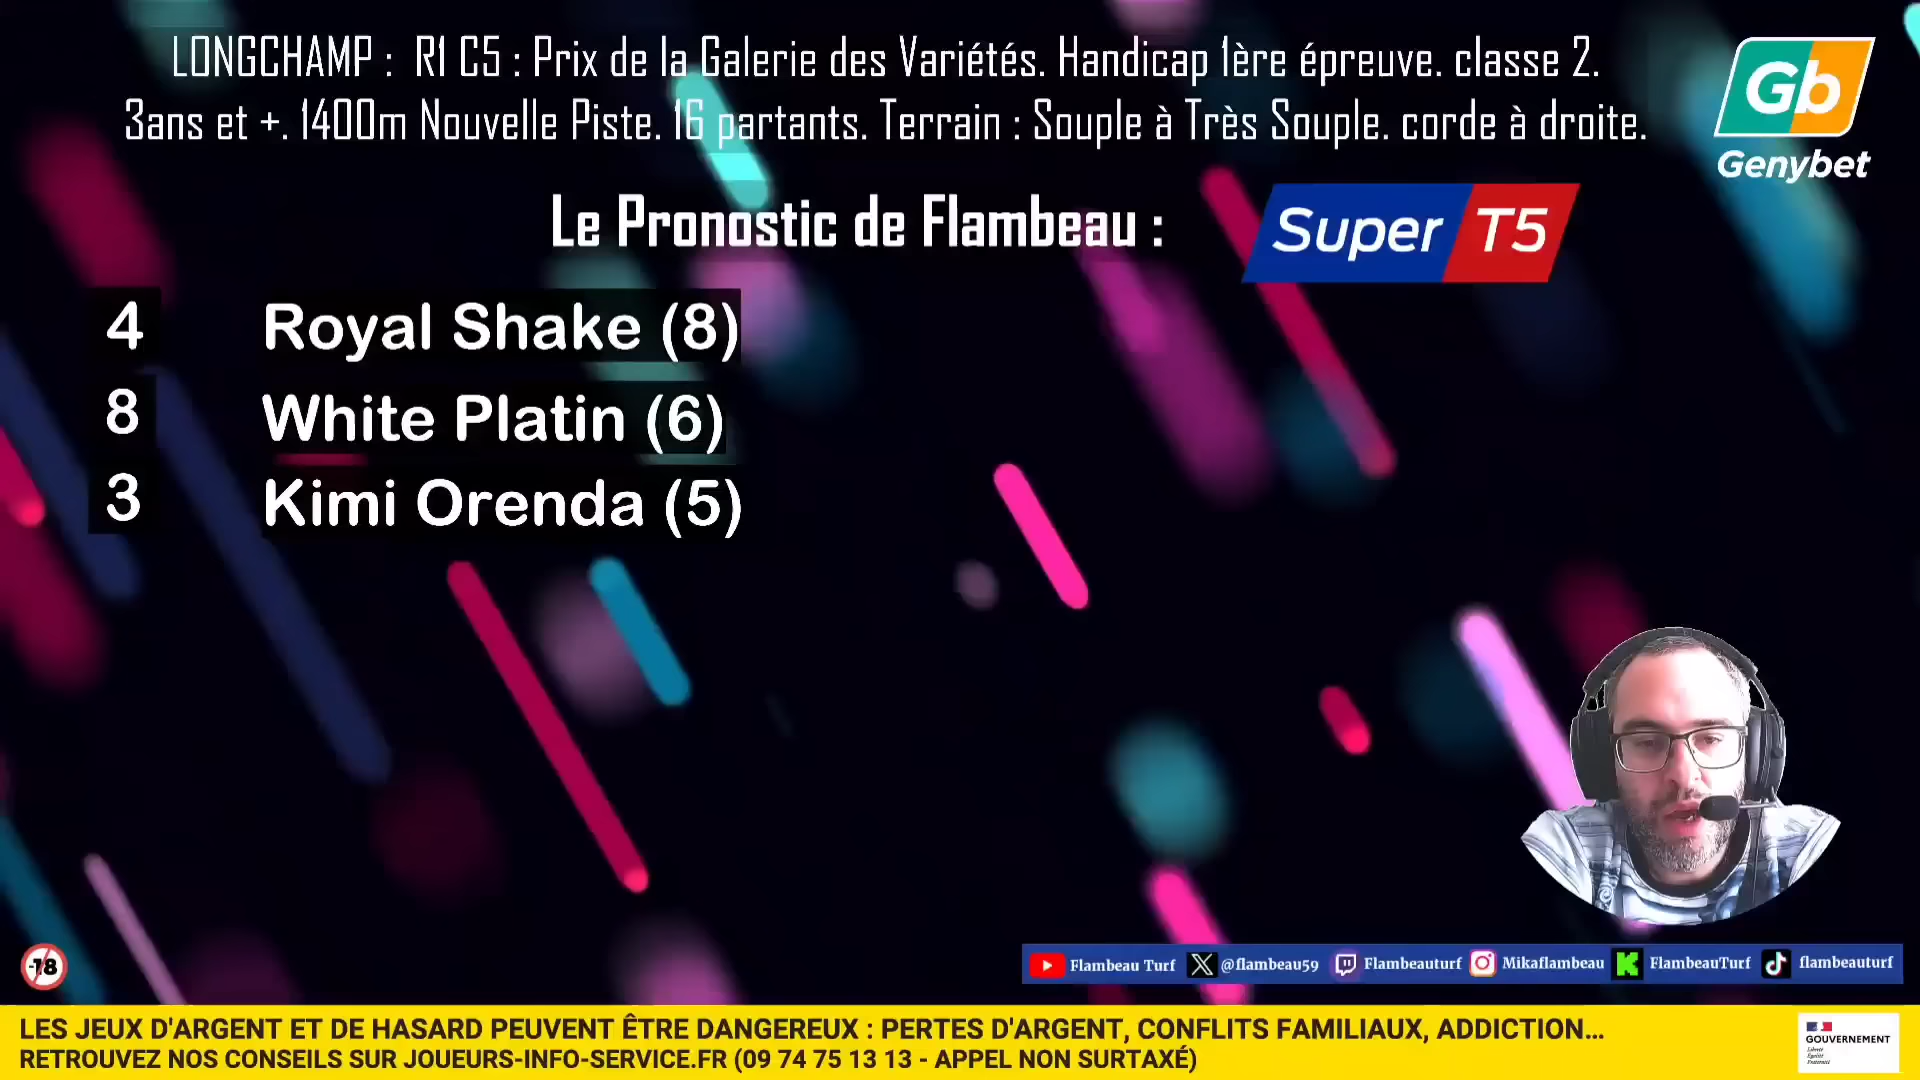 LONGCHAMP : R1 C5 : Prix de la Galerie des Variétés. Handicap 1ère épreuve. classe 2.
3ans et +. 1400m Nouvelle Piste. 16 partants. Terrain : Souple à Très Souple. corde à droite.
Gb
Genybet
Le Pronostic de Flambeau :
Super T5
4 Royal Shake (8)
8 White Platin (6)
3 Kimi Orenda (5)
-18
Flambeau Turf @flambeau59 Flambeauturf Mikaflambeau FlambeauTurf flambeauturf
LES JEUX D'ARGENT ET DE HASARD PEUVENT ÊTRE DANGEREUX : PERTES D'ARGENT, CONFLITS FAMILIAUX, ADDICTION...
RETROUVEZ NOS CONSEILS SUR JOUEURS-INFO-SERVICE.FR (09 74 75 13 13 - APPEL NON SURTAXÉ)
GOUVERNEMENT
Liberté
Égalité
Fraternité